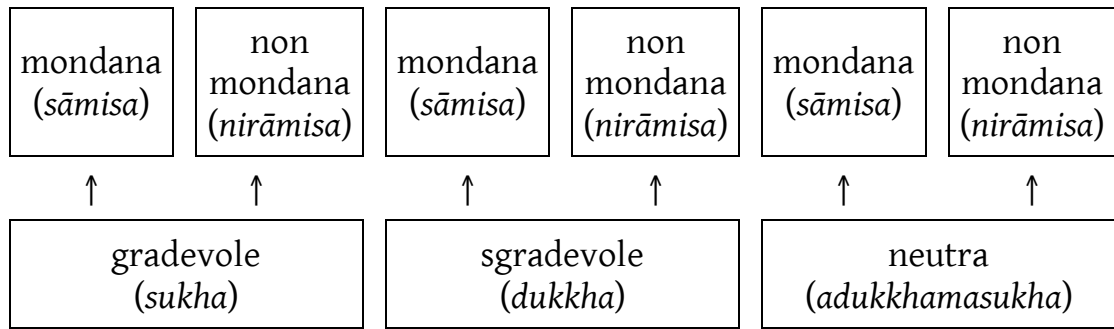 mondana
(sāmisa)
non
mondana
(nirāmisa)
mondana
(sāmisa)
non
mondana
(nirāmisa)
mondana
(sāmisa)
non
mondana
(nirāmisa)
↑ ↑ ↑ ↑ ↑ ↑
gradevole
(sukha)
sgradevole
(dukkha)
neutra
(adukkhamasukha)